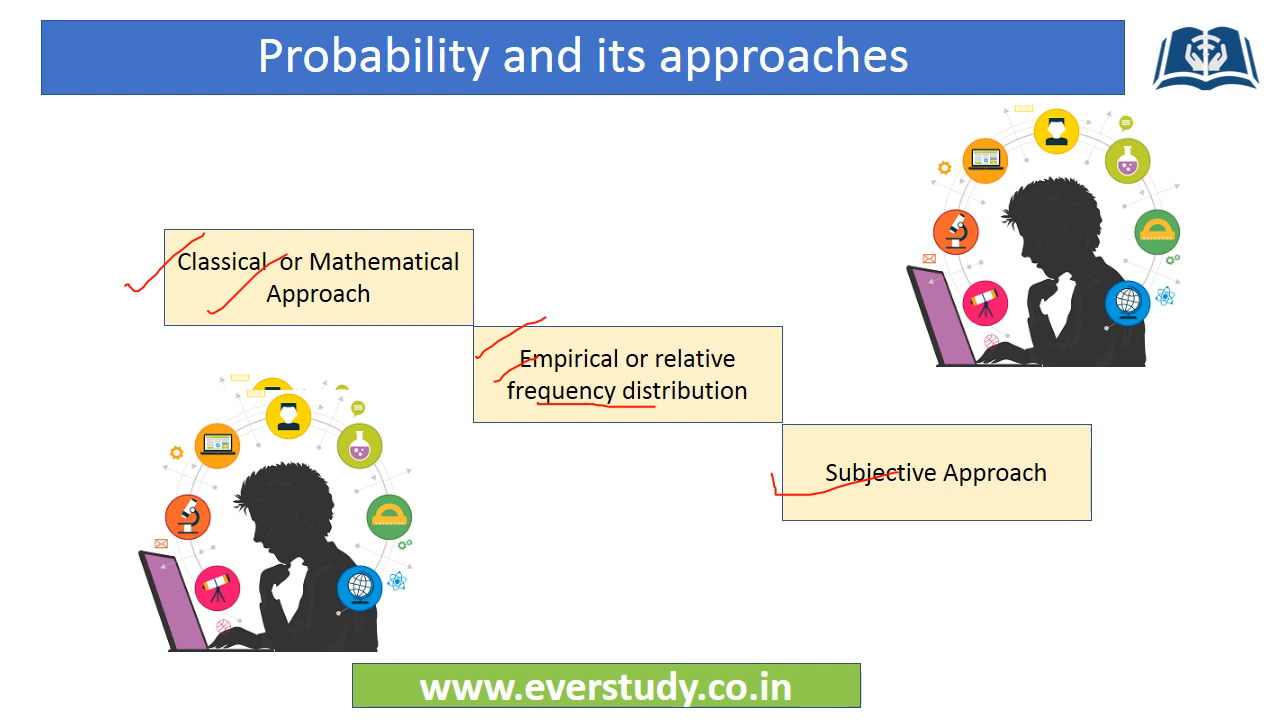 Probability and its approaches
Classical or Mathematical
Approach
Empirical or relative
frequency distribution
Subjective Approach
www.everstudy.co.in